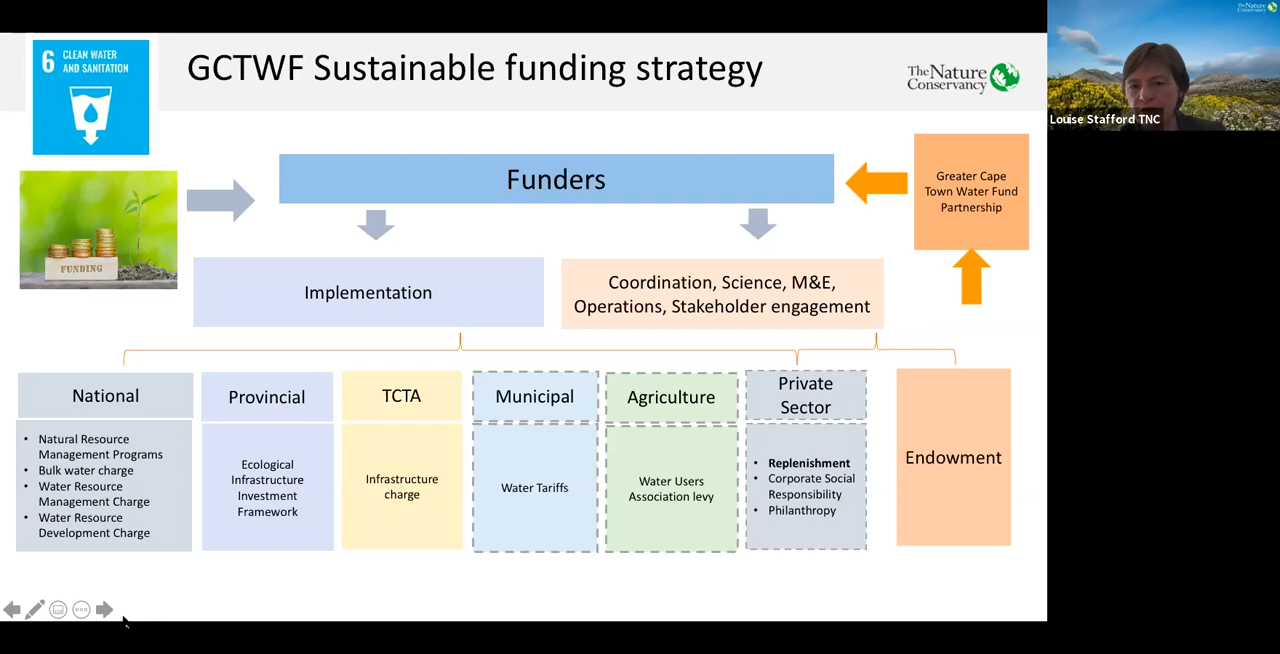 6 CLEAN WATER
AND SANITATION
GCTWF Sustainable funding strategy
The Nature
Conservancy
The Nature
Conservancy
Louise Stafford TNC
FUNDING
Funders
Greater Cape
Town Water Fund
Partnership
Implementation
Coordination, Science, M&E,
Operations, Stakeholder engagement
National
• Natural Resource
Management Programs
• Bulk water charge
• Water Resource
Management Charge
• Water Resource
Development Charge
Provincial
Ecological
Infrastructure
Investment
Framework
TCTA
Infrastructure
charge
Municipal
Water Tariffs
Agriculture
Water Users
Association levy
Private
Sector
• Replenishment
• Corporate Social
Responsibility
• Philanthropy
Endowment